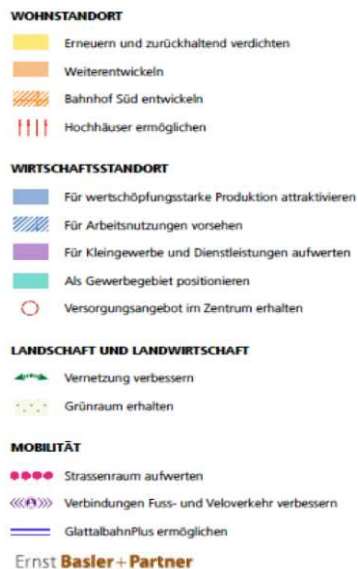 WOHNSTANDORT
Erneuern und zurückhaltend verdichten
Weiterentwickeln
Bahnhof Süd entwickeln
Hochhäuser ermöglichen
WIRTSCHAFTSSTANDORT
Für wertschöpfungsstarke Produktion attraktivieren
Für Arbeitsnutzungen vorsehen
Für Kleingewerbe und Dienstleistungen aufwerten
Als Gewerbegebiet positionieren
Versorgungsangebot im Zentrum erhalten
LANDSCHAFT UND LANDWIRTSCHAFT
Vernetzung verbessern
Grünraum erhalten
MOBILITÄT
Strassenraum aufwerten
Verbindungen Fuss- und Veloverkehr verbessern
GlattalbahnPlus ermöglichen
Ernst Basler+Partner